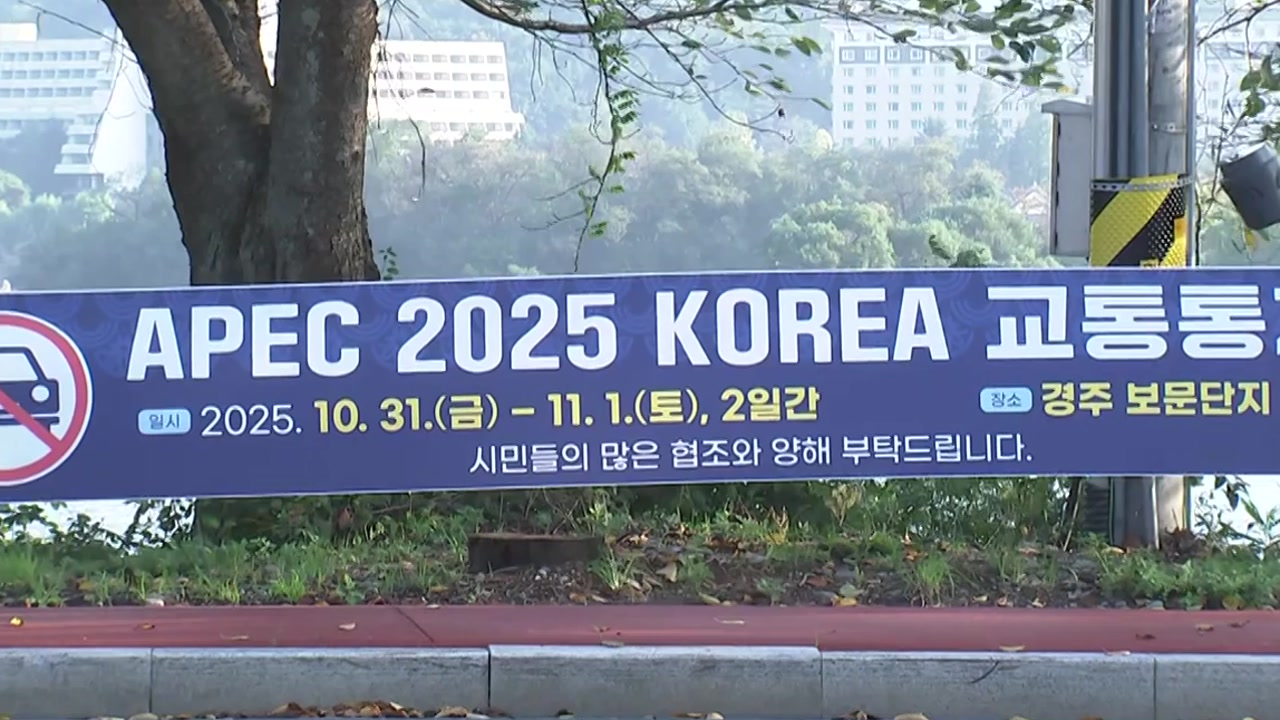 APEC 2025 KOREA 교통통
일시 2025. 10. 31.(금) – 11. 1.(토), 2일간 장소 경주 보문단지
시민들의 많은 협조와 양해 부탁드립니다.